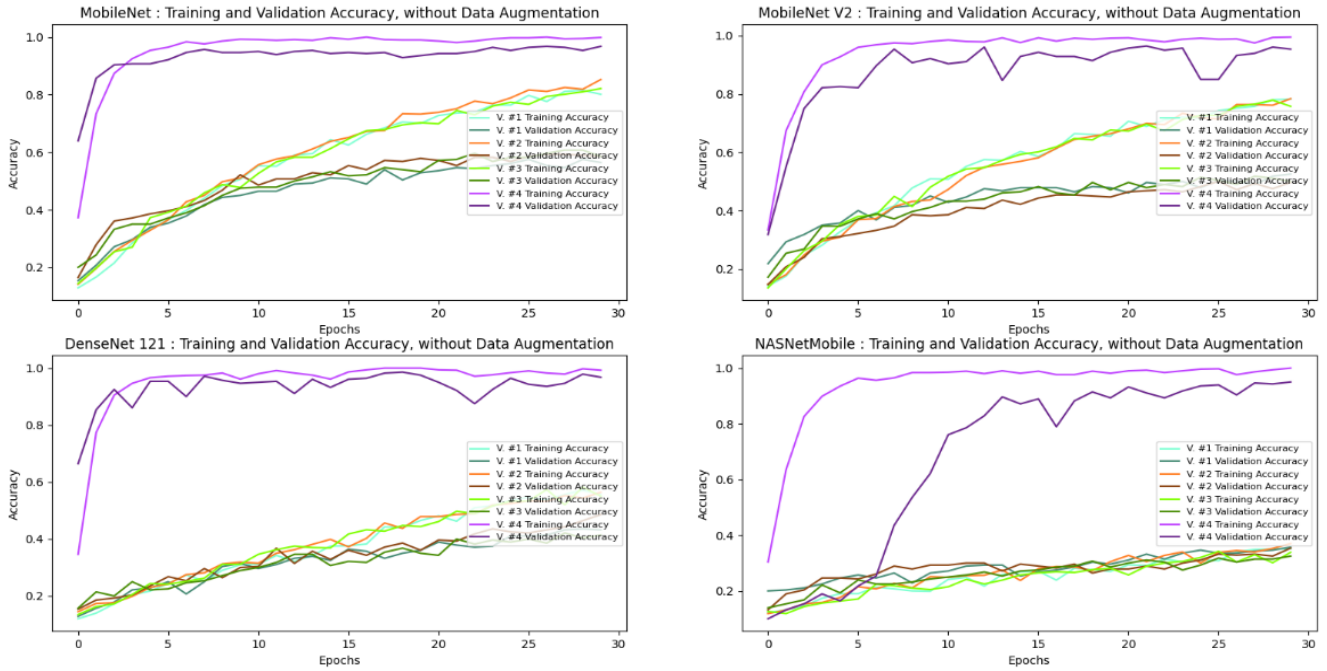 MobileNet : Training and Validation Accuracy, without Data Augmentation
1.0
0.8
0.6
0.4
0.2
Accuracy
V. #1 Training Accuracy
V. #1 Validation Accuracy
V. #2 Training Accuracy
V. #2 Validation Accuracy
V. #3 Training Accuracy
V. #3 Validation Accuracy
V. #4 Training Accuracy
V. #4 Validation Accuracy
0 5 10 15 20 25 30
Epochs
MobileNet V2 : Training and Validation Accuracy, without Data Augmentation
1.0
0.8
0.6
0.4
0.2
Accuracy
V. #1 Training Accuracy
V. #1 Validation Accuracy
V. #2 Training Accuracy
V. #2 Validation Accuracy
V. #3 Training Accuracy
V. #3 Validation Accuracy
V. #4 Training Accuracy
V. #4 Validation Accuracy
0 5 10 15 20 25 30
Epochs
DenseNet 121 : Training and Validation Accuracy, without Data Augmentation
1.0
0.8
0.6
0.4
0.2
Accuracy
V. #1 Training Accuracy
V. #1 Validation Accuracy
V. #2 Training Accuracy
V. #2 Validation Accuracy
V. #3 Training Accuracy
V. #3 Validation Accuracy
V. #4 Training Accuracy
V. #4 Validation Accuracy
0 5 10 15 20 25 30
Epochs
NASNetMobile : Training and Validation Accuracy, without Data Augmentation
1.0
0.8
0.6
0.4
0.2
Accuracy
V. #1 Training Accuracy
V. #1 Validation Accuracy
V. #2 Training Accuracy
V. #2 Validation Accuracy
V. #3 Training Accuracy
V. #3 Validation Accuracy
V. #4 Training Accuracy
V. #4 Validation Accuracy
0 5 10 15 20 25 30
Epochs